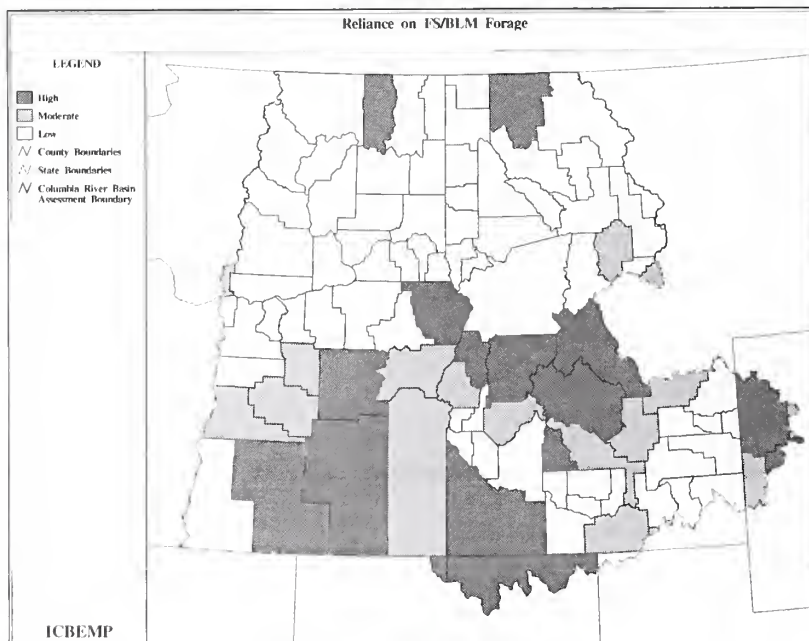 Reliance on FS/BLM Forage
LEGEND
High
Moderate
Low
County Boundaries
State Boundaries
Columbia River Basin
Assessment Boundary
ICBEMP